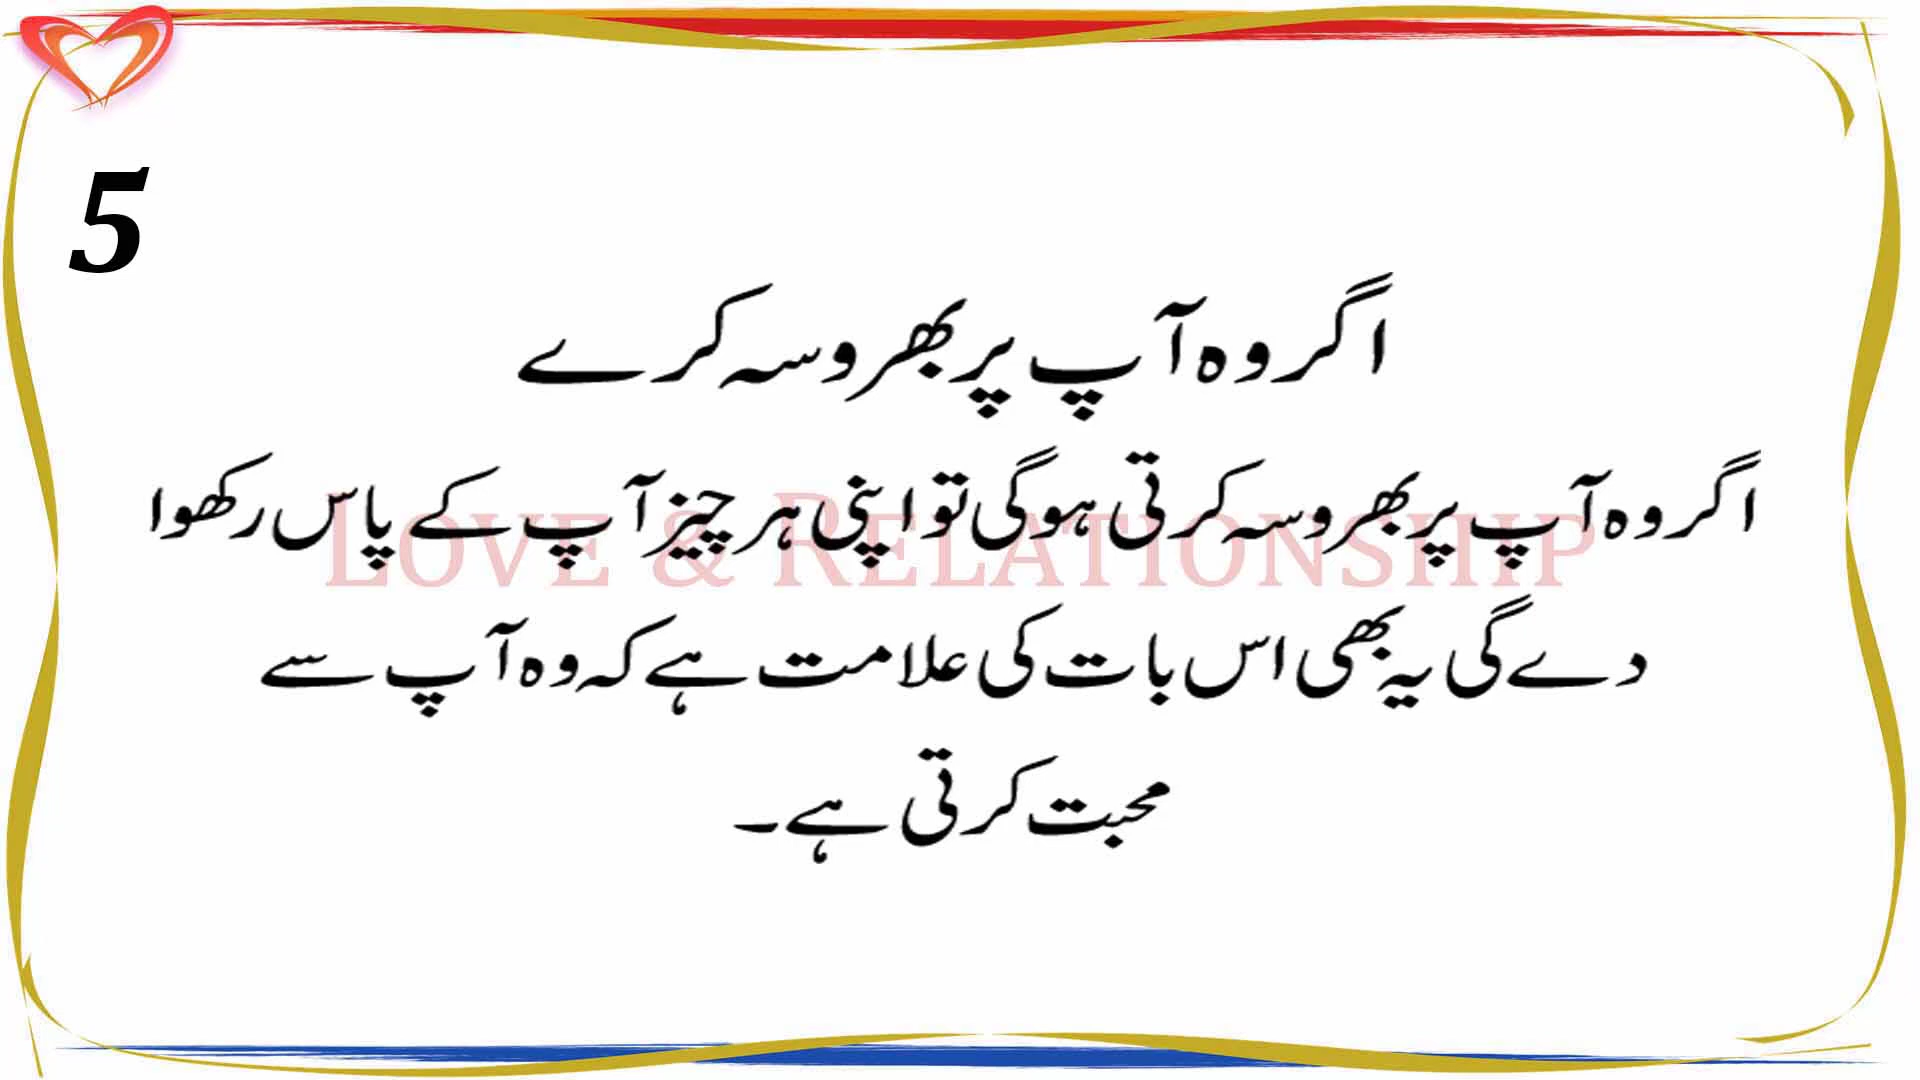 5
اگر وہ آپ پر بھروسہ کرے
اگر وہ آپ پر بھروسہ کرتی ہوگی تو اپنی ہر چیز آپ کے پاس رکھوا
LOVE & RELATIONSHIP
دے گی یہ بھی اس بات کی علامت ہے کہ وہ آپ سے
محبت کرتی ہے۔